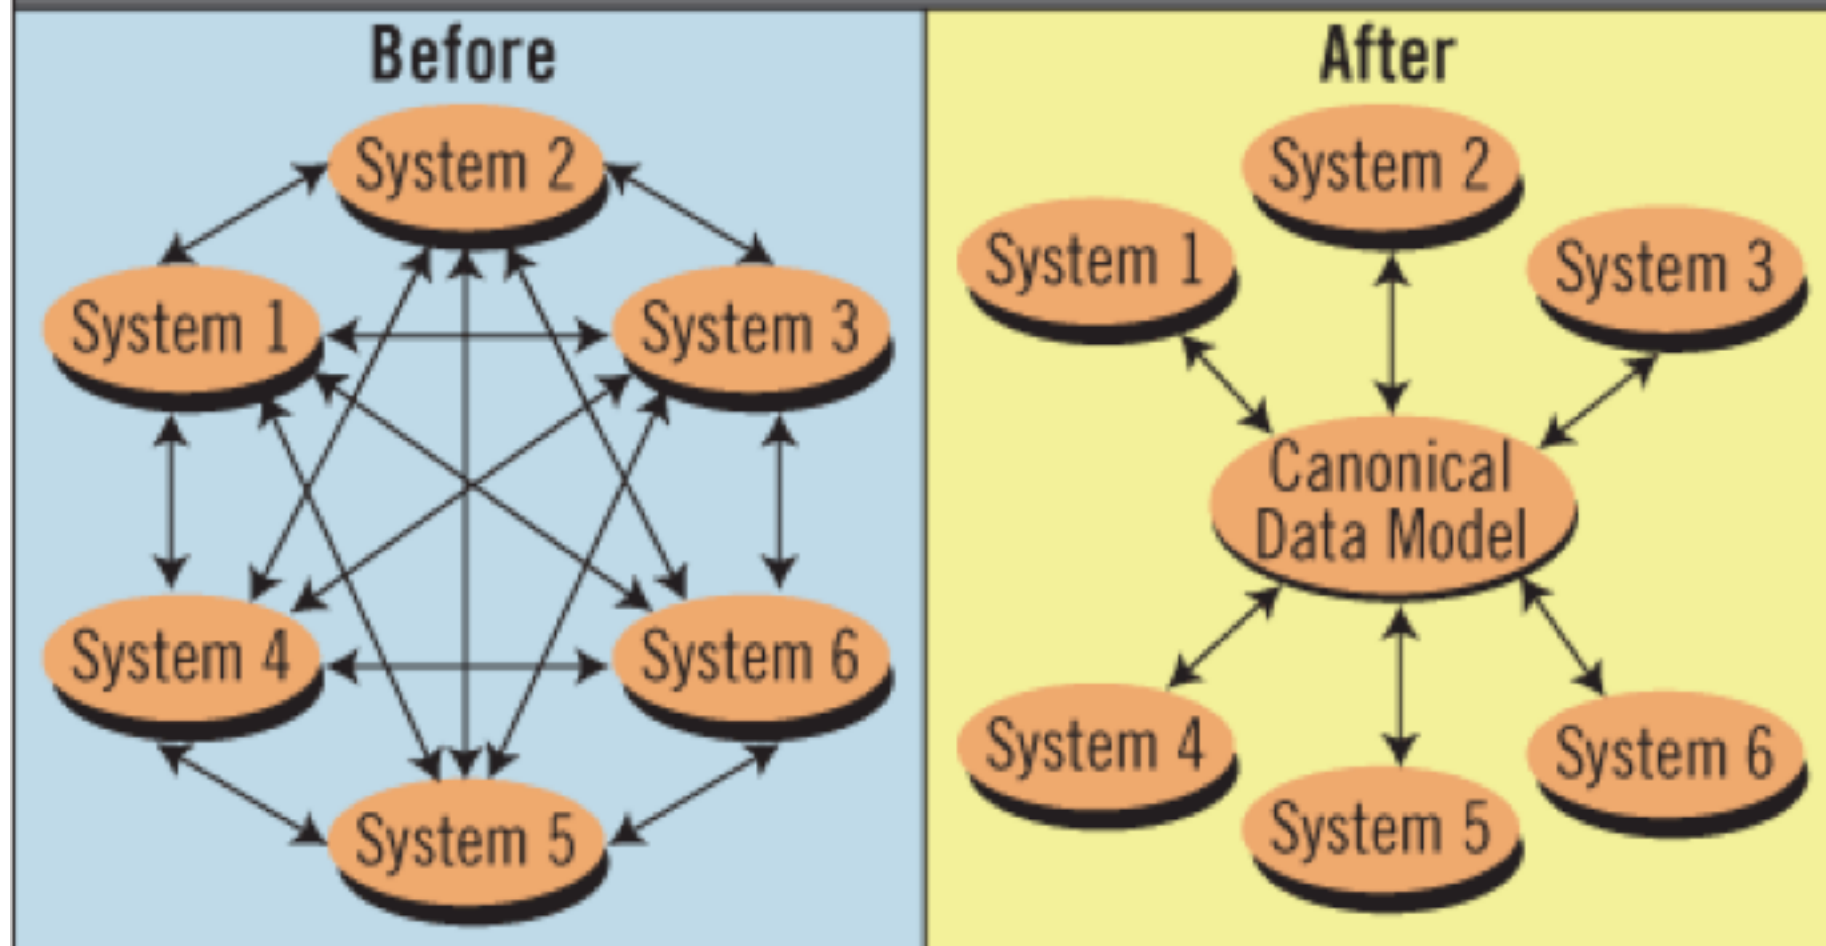 Before
System 2
System 1
System 3
System 4
System 6
System 5
After
System 2
System 1
System 3
Canonical
Data Model
System 4
System 6
System 5